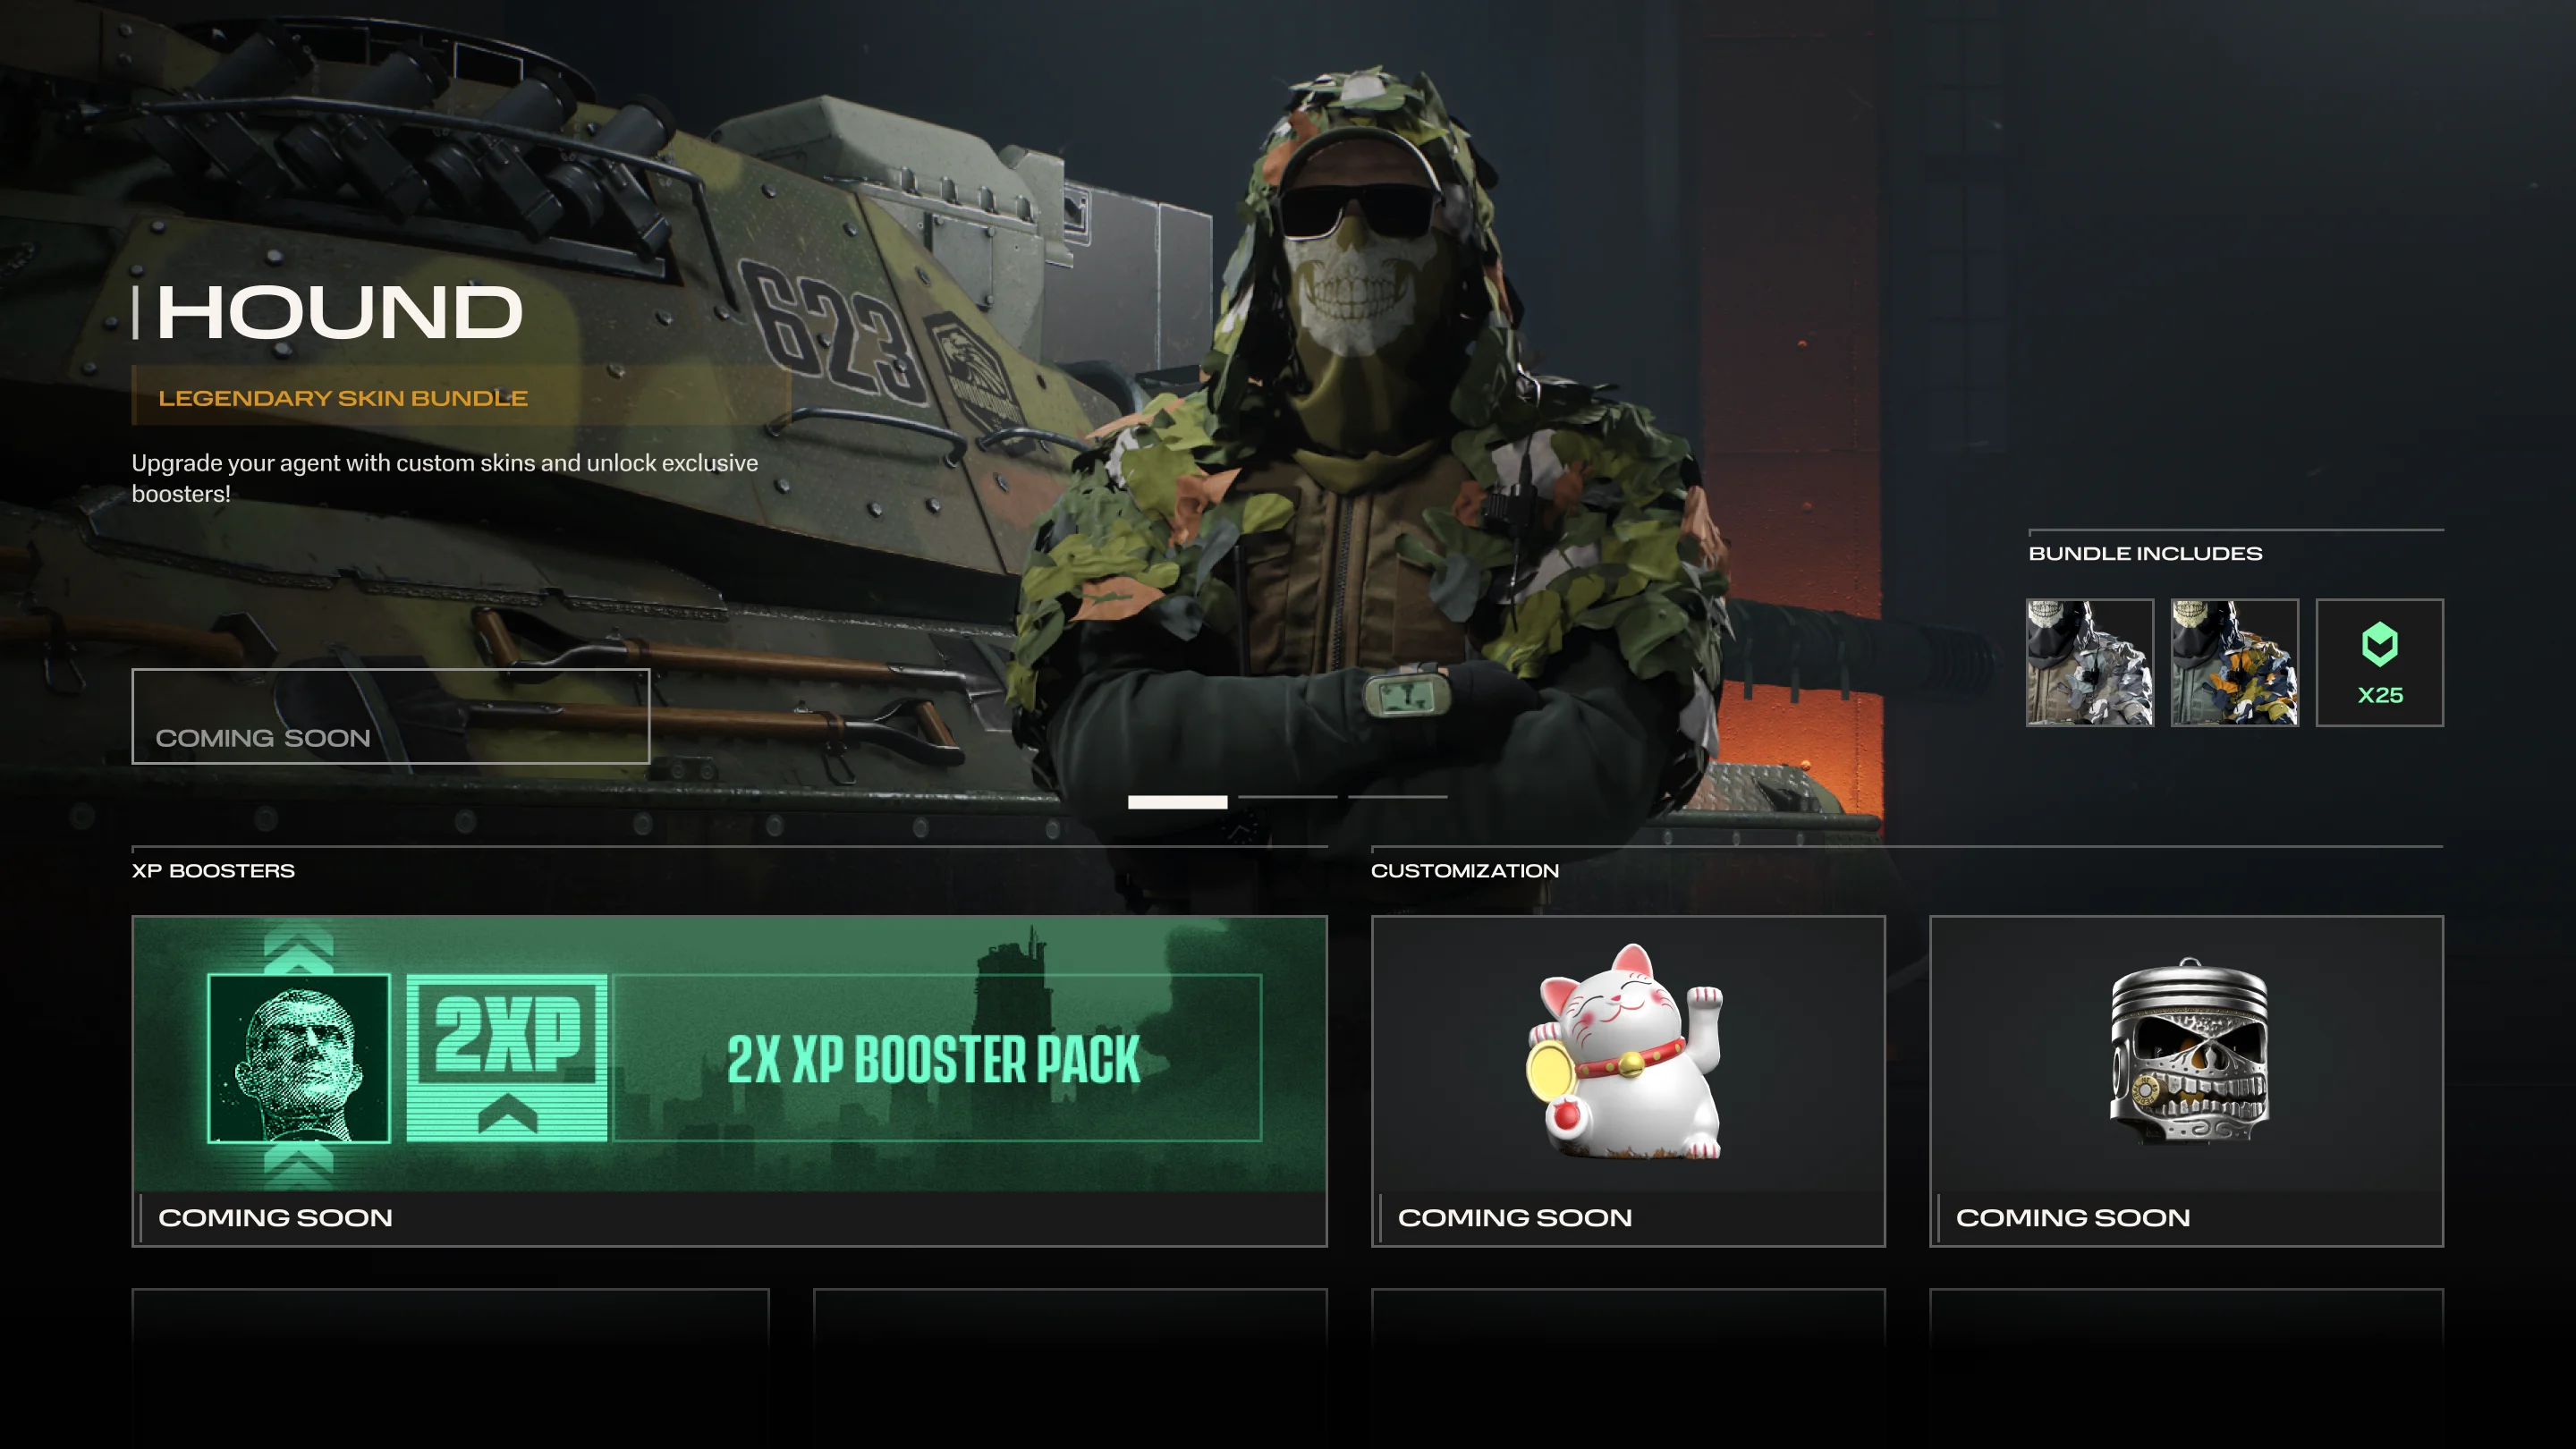 HOUND
LEGENDARY SKIN BUNDLE
Upgrade your agent with custom skins and unlock exclusive
boosters!
COMING SOON
623
BUNDLE INCLUDES
X25
XP BOOSTERS
2XP
2X XP BOOSTER PACK
COMING SOON
CUSTOMIZATION
COMING SOON
COMING SOON